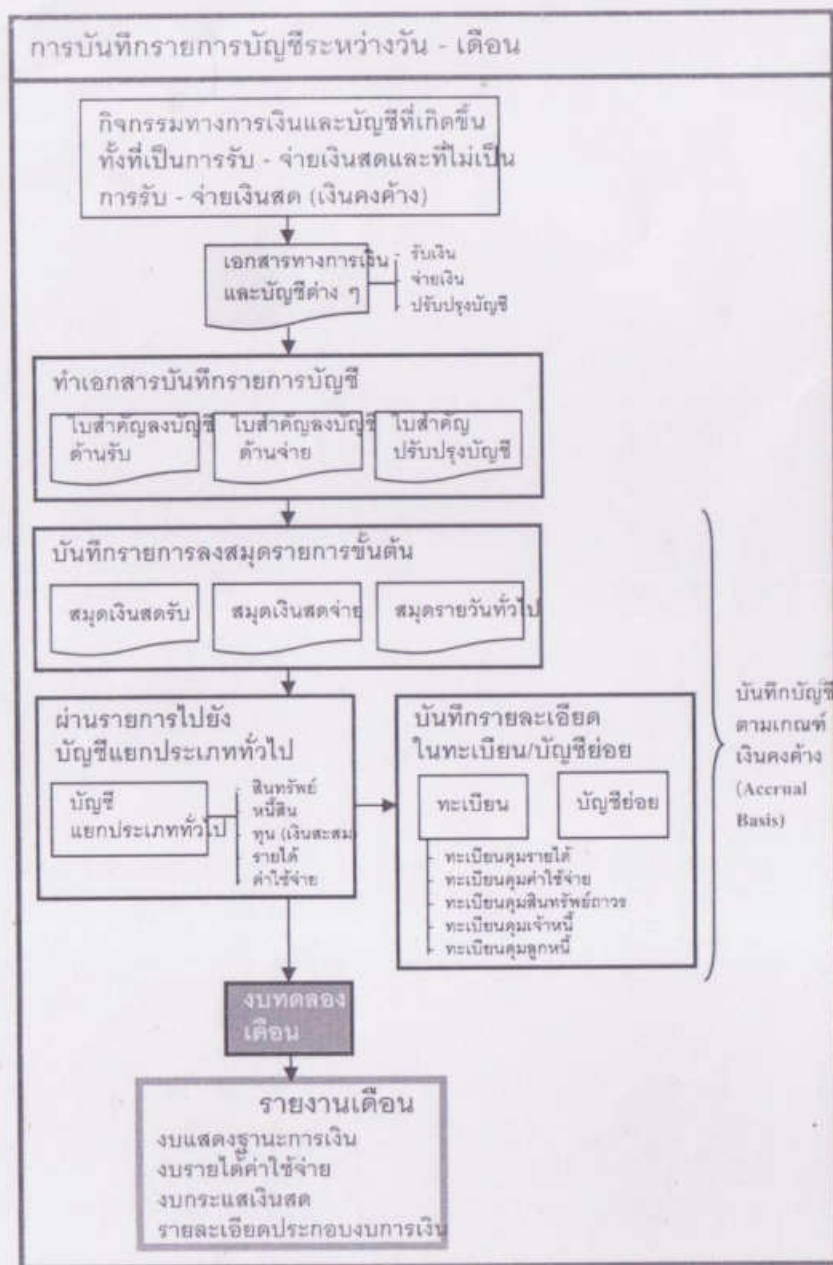 การบันทึกรายการบัญชีระหว่างวัน - เดือน
กิจกรรมทางการเงินและบัญชีที่เกิดขึ้น
ทั้งที่เป็นการรับ - จ่ายเงินสดและที่ไม่เป็น
การรับ - จ่ายเงินสด (เงินคงค้าง)
เอกสารทางการเงิน
และบัญชีต่าง ๆ
- รับเงิน
- จ่ายเงิน
- ปรับปรุงบัญชี
ทำเอกสารบันทึกรายการบัญชี
ใบสำคัญลงบัญชี
ด้านรับ
ใบสำคัญลงบัญชี
ด้านจ่าย
ใบสำคัญ
ปรับปรุงบัญชี
บันทึกรายการลงสมุดรายการขั้นต้น
สมุดเงินสดรับ
สมุดเงินสดจ่าย
สมุดรายวันทั่วไป
ผ่านรายการไปยัง
บัญชีแยกประเภททั่วไป
บัญชี
แยกประเภททั่วไป
- สินทรัพย์
- หนี้สิน
- ทุน (เงินสะสม)
- รายได้
- ค่าใช้จ่าย
บันทึกรายละเอียด
ในทะเบียน/บัญชีย่อย
ทะเบียน
บัญชีย่อย
- ทะเบียนคุมรายได้
- ทะเบียนคุมค่าใช้จ่าย
- ทะเบียนคุมสินทรัพย์ถาวร
- ทะเบียนคุมเจ้าหนี้
- ทะเบียนคุมลูกหนี้
บันทึกบัญชี
ตามเกณฑ์
เงินคงค้าง
(Accrual
Basis)
งบทดลอง
เดือน
รายงานเดือน
งบแสดงฐานะการเงิน
งบรายได้ค่าใช้จ่าย
งบกระแสเงินสด
รายละเอียดประกอบงบการเงิน